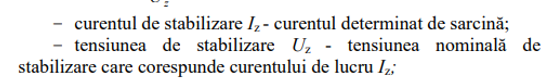 – curentul de stabilizare Iz - curentul determinat de sarcină;
– tensiunea de stabilizare Uz - tensiunea nominală de
stabilizare care corespunde curentului de lucru Iz;